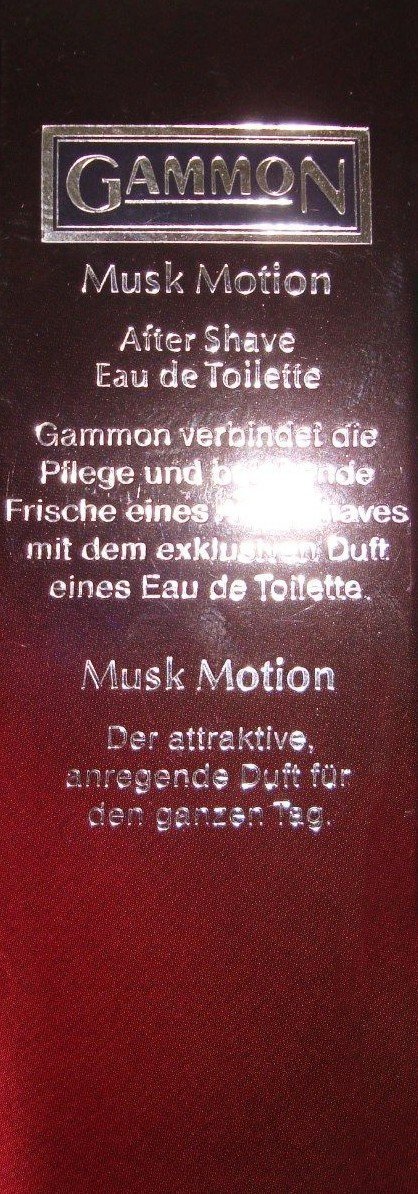 GAMMON
Musk Motion
After Shave
Eau de Toilette
Gammon verbindet die
Pflege und
Frische eines
mit dem exklusiven Duft
eines Eau de Toilette.
Musk Motion
Der attraktive,
anregende Duft für
den ganzen Tag.